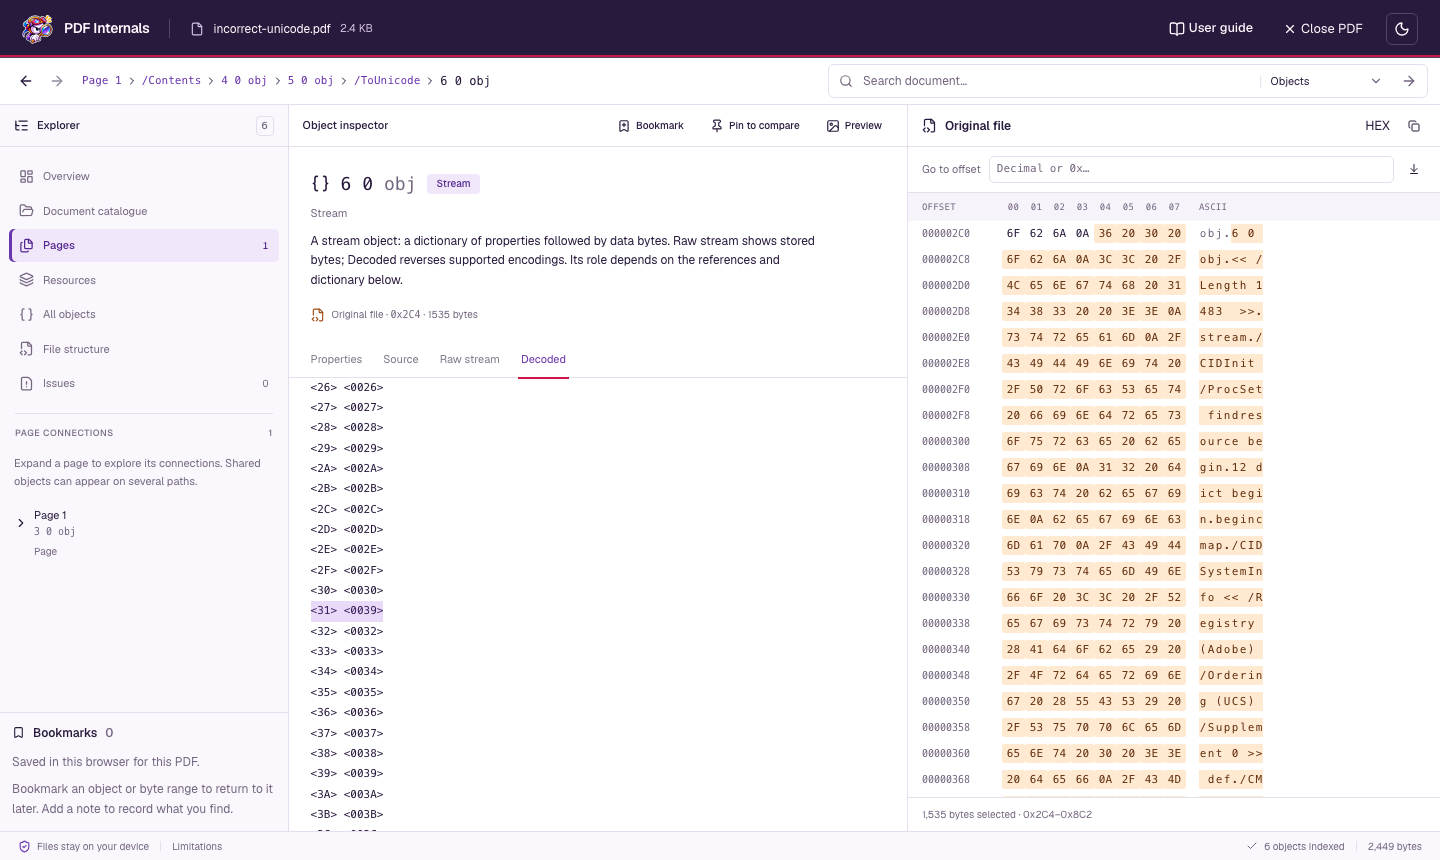 PDF Internals
incorrect-unicode.pdf 2.4 KB
User guide
Close PDF
Page 1 > /Contents > 4 0 obj > 5 0 obj > /ToUnicode > 6 0 obj
Search document…
Objects
Explorer
6
Overview
Document catalogue
Pages 1
Resources
All objects
File structure
Issues 0
PAGE CONNECTIONS 1
Expand a page to explore its connections. Shared
objects can appear on several paths.
Page 1
3 0 obj
Page
Bookmarks 0
Saved in this browser for this PDF.
Bookmark an object or byte range to return to it
later. Add a note to record what you find.
Object inspector
Bookmark
Pin to compare
Preview
{} 6 0 obj
Stream
Stream
A stream object: a dictionary of properties followed by data bytes. Raw stream shows stored
bytes; Decoded reverses supported encodings. Its role depends on the references and
dictionary below.
Original file · 0x2C4 · 1535 bytes
Properties Source Raw stream Decoded
<26> <0026>
<27> <0027>
<28> <0028>
<29> <0029>
<2A> <002A>
<2B> <002B>
<2C> <002C>
<2D> <002D>
<2E> <002E>
<2F> <002F>
<30> <0030>
<31> <0039>
<32> <0032>
<33> <0033>
<34> <0034>
<35> <0035>
<36> <0036>
<37> <0037>
<38> <0038>
<39> <0039>
<3A> <003A>
<3B> <003B>
Original file
HEX
Go to offset
Decimal or 0x…
OFFSET 00 01 02 03 04 05 06 07 ASCII
000002C0 6F 62 6A 0A 36 20 30 20 obj.6 0
000002C8 6F 62 6A 0A 3C 3C 20 2F obj.<< /
000002D0 4C 65 6E 67 74 68 20 31 Length 1
000002D8 34 38 33 20 20 3E 3E 0A 483  >>.
000002E0 73 74 72 65 61 6D 0A 2F stream./
000002E8 43 49 44 49 6E 69 74 20 CIDInit
000002F0 2F 50 72 6F 63 53 65 74 /ProcSet
000002F8 20 66 69 6E 64 72 65 73 findres
00000300 6F 75 72 63 65 20 62 65 ource be
00000308 67 69 6E 0A 31 32 20 64 gin.12 d
00000310 69 63 74 20 62 65 67 69 ict begi
00000318 6E 0A 62 65 67 69 6E 63 n.beginc
00000320 6D 61 70 0A 2F 43 49 44 map./CID
00000328 53 79 73 74 65 6D 49 6E SystemIn
00000330 66 6F 20 3C 3C 20 2F 52 fo << /R
00000338 65 67 69 73 74 72 79 20 egistry
00000340 28 41 64 6F 62 65 29 20 (Adobe)
00000348 2F 4F 72 64 65 72 69 6E /Orderin
00000350 67 20 28 55 43 53 29 20 g (UCS)
00000358 2F 53 75 70 70 6C 65 6D /Supplem
00000360 65 6E 74 20 30 20 3E 3E ent 0 >>
00000368 20 64 65 66 0A 2F 43 4D def./CM
1,535 bytes selected · 0x2C4–0x8C2
Files stay on your device
Limitations
6 objects indexed
2,449 bytes